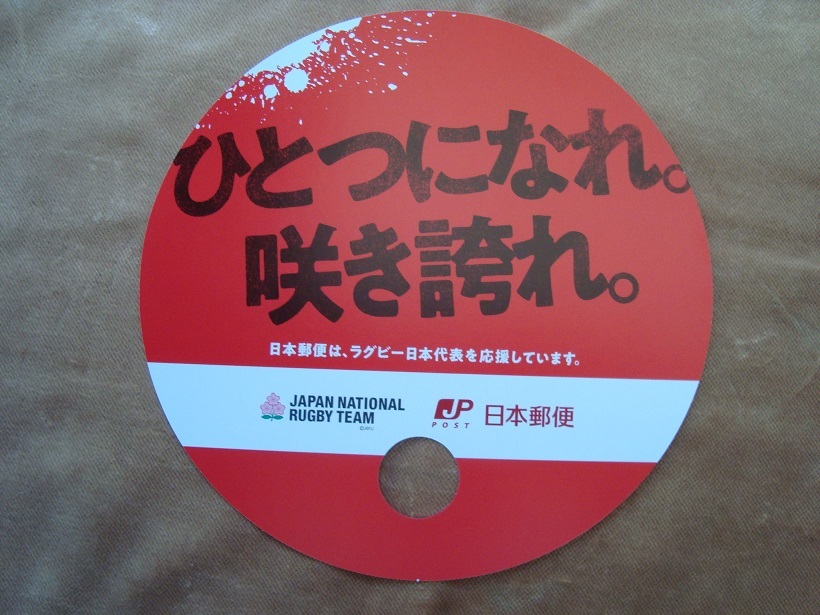 ひとつになれ。
咲き誇れ。
日本郵便は、ラグビー日本代表を応援しています。
JAPAN NATIONAL
RUGBY TEAM
JP
POST
日本郵便